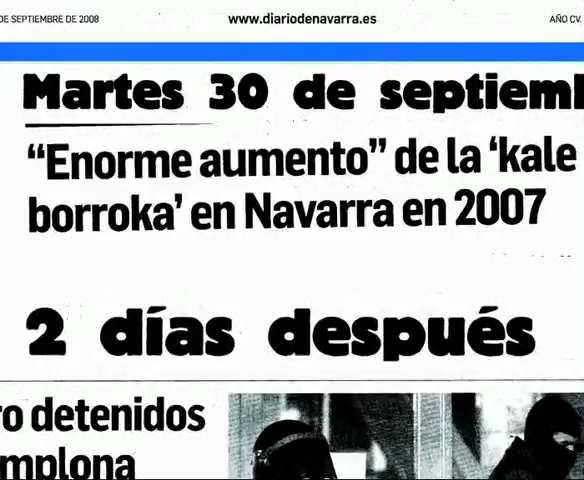 DE SEPTIEMBRE DE 2008
www.diariodenavarra.es
AÑO CV.
Martes 30 de septiemb
“Enorme aumento” de la ‘kale
borroka’ en Navarra en 2007
2 días después
ro detenidos
mplona